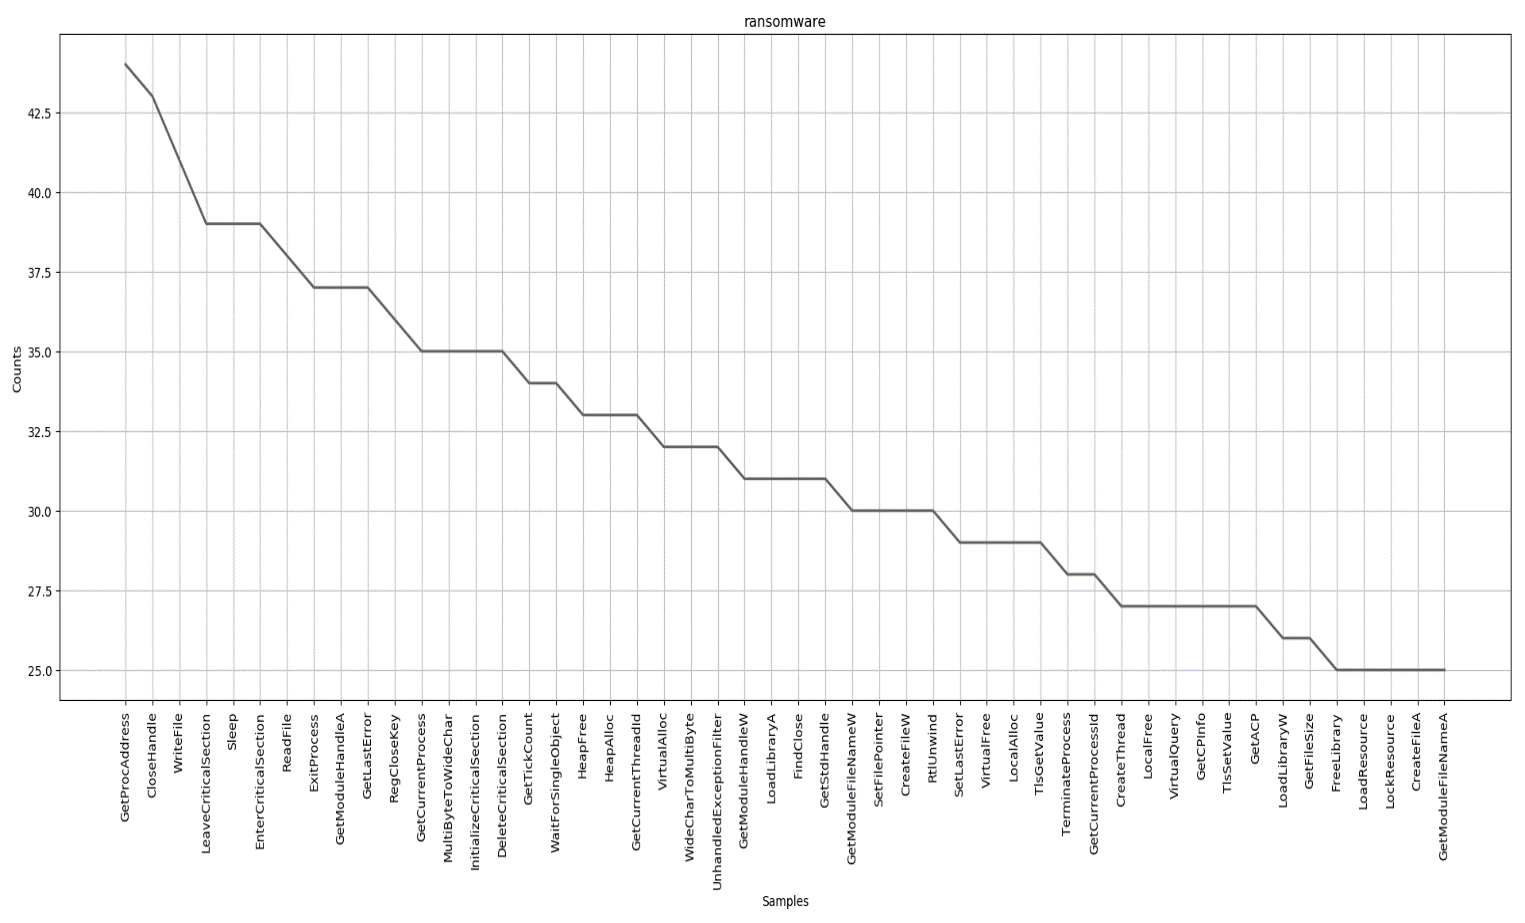 ransomware
42.5
40.0
37.5
35.0
32.5
30.0
27.5
25.0
Counts
GetProcAddress
CloseHandle
WriteFile
LeaveCriticalSection
Sleep
EnterCriticalSection
ReadFile
ExitProcess
GetModuleHandleA
GetLastError
RegCloseKey
GetCurrentProcess
MultiByteToWideChar
InitializeCriticalSection
DeleteCriticalSection
GetTickCount
WaitForSingleObject
HeapFree
HeapAlloc
GetCurrentThreadId
VirtualAlloc
WideCharToMultiByte
UnhandledExceptionFilter
GetModuleHandleW
LoadLibraryA
FindClose
GetStdHandle
GetModuleFileNameW
SetFilePointer
CreateFileW
RtlUnwind
SetLastError
VirtualFree
LocalAlloc
TlsGetValue
TerminateProcess
GetCurrentProcessId
CreateThread
LocalFree
VirtualQuery
GetCPInfo
TlsSetValue
GetACP
LoadLibraryW
GetFileSize
FreeLibrary
LoadResource
LockResource
CreateFileA
GetModuleFileNameA
Samples